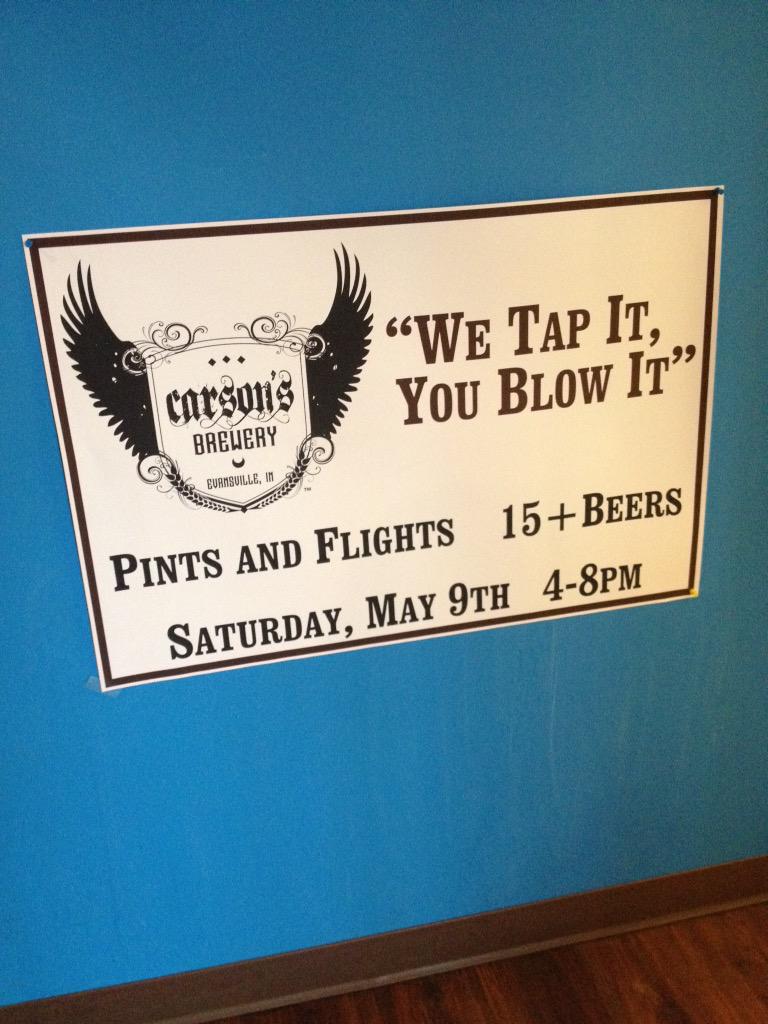 carson's
BREWERY
EVANSVILLE, IN
TM
“WE TAP IT,
YOU BLOW IT”
PINTS AND FLIGHTS 15+BEERS
SATURDAY, MAY 9TH 4-8PM